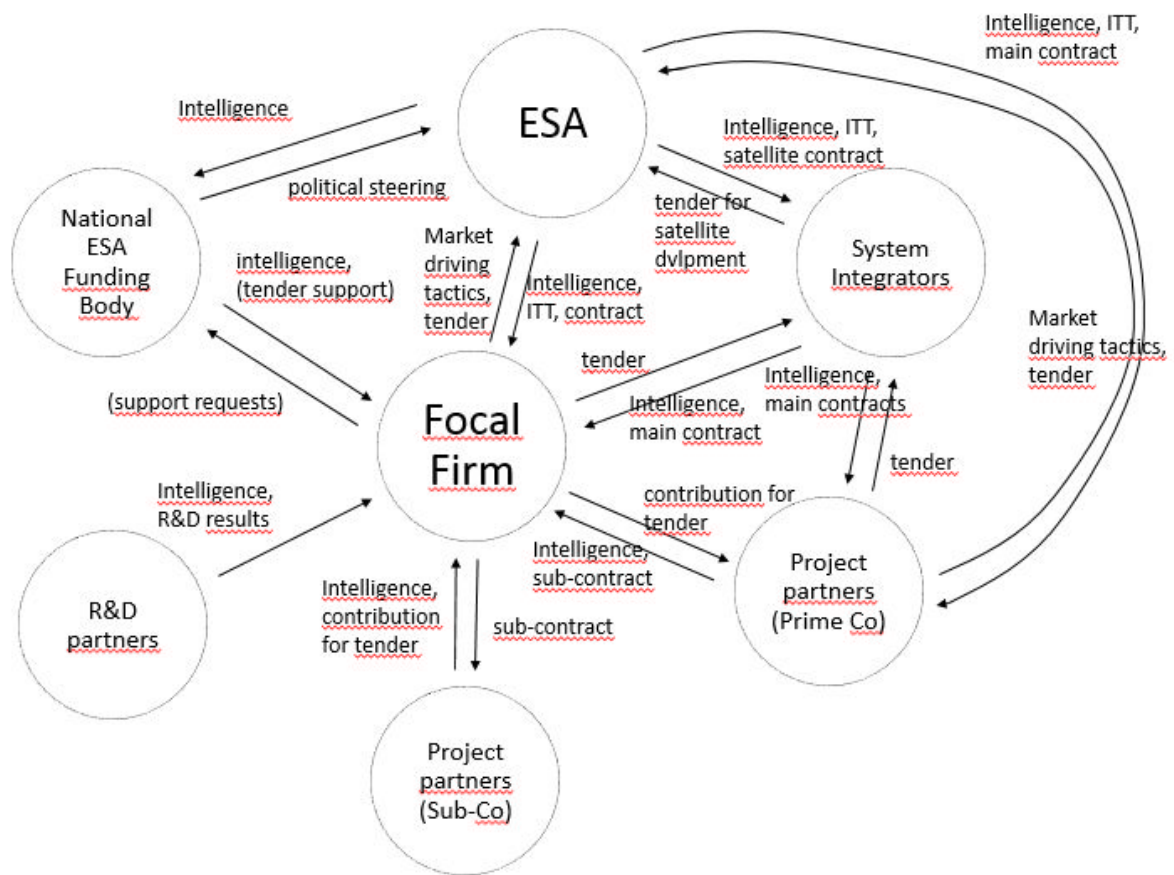 Intelligence, ITT,
main contract
ESA
Intelligence
Intelligence, ITT,
satellite contract
political steering
National
ESA
Funding
Body
tender for
satellite
dvlpment
System
Integrators
Market
driving
tactics,
tender
intelligence,
(tender support)
Intelligence,
ITT, contract
Market
driving tactics,
tender
tender
(support requests)
Intelligence,
main contract
Intelligence,
main contracts
Focal
Firm
tender
Intelligence,
R&D results
contribution for
tender
Intelligence,
sub-contract
Project
partners
(Prime Co)
R&D
partners
Intelligence,
contribution
for tender
sub-contract
Project
partners
(Sub-Co)